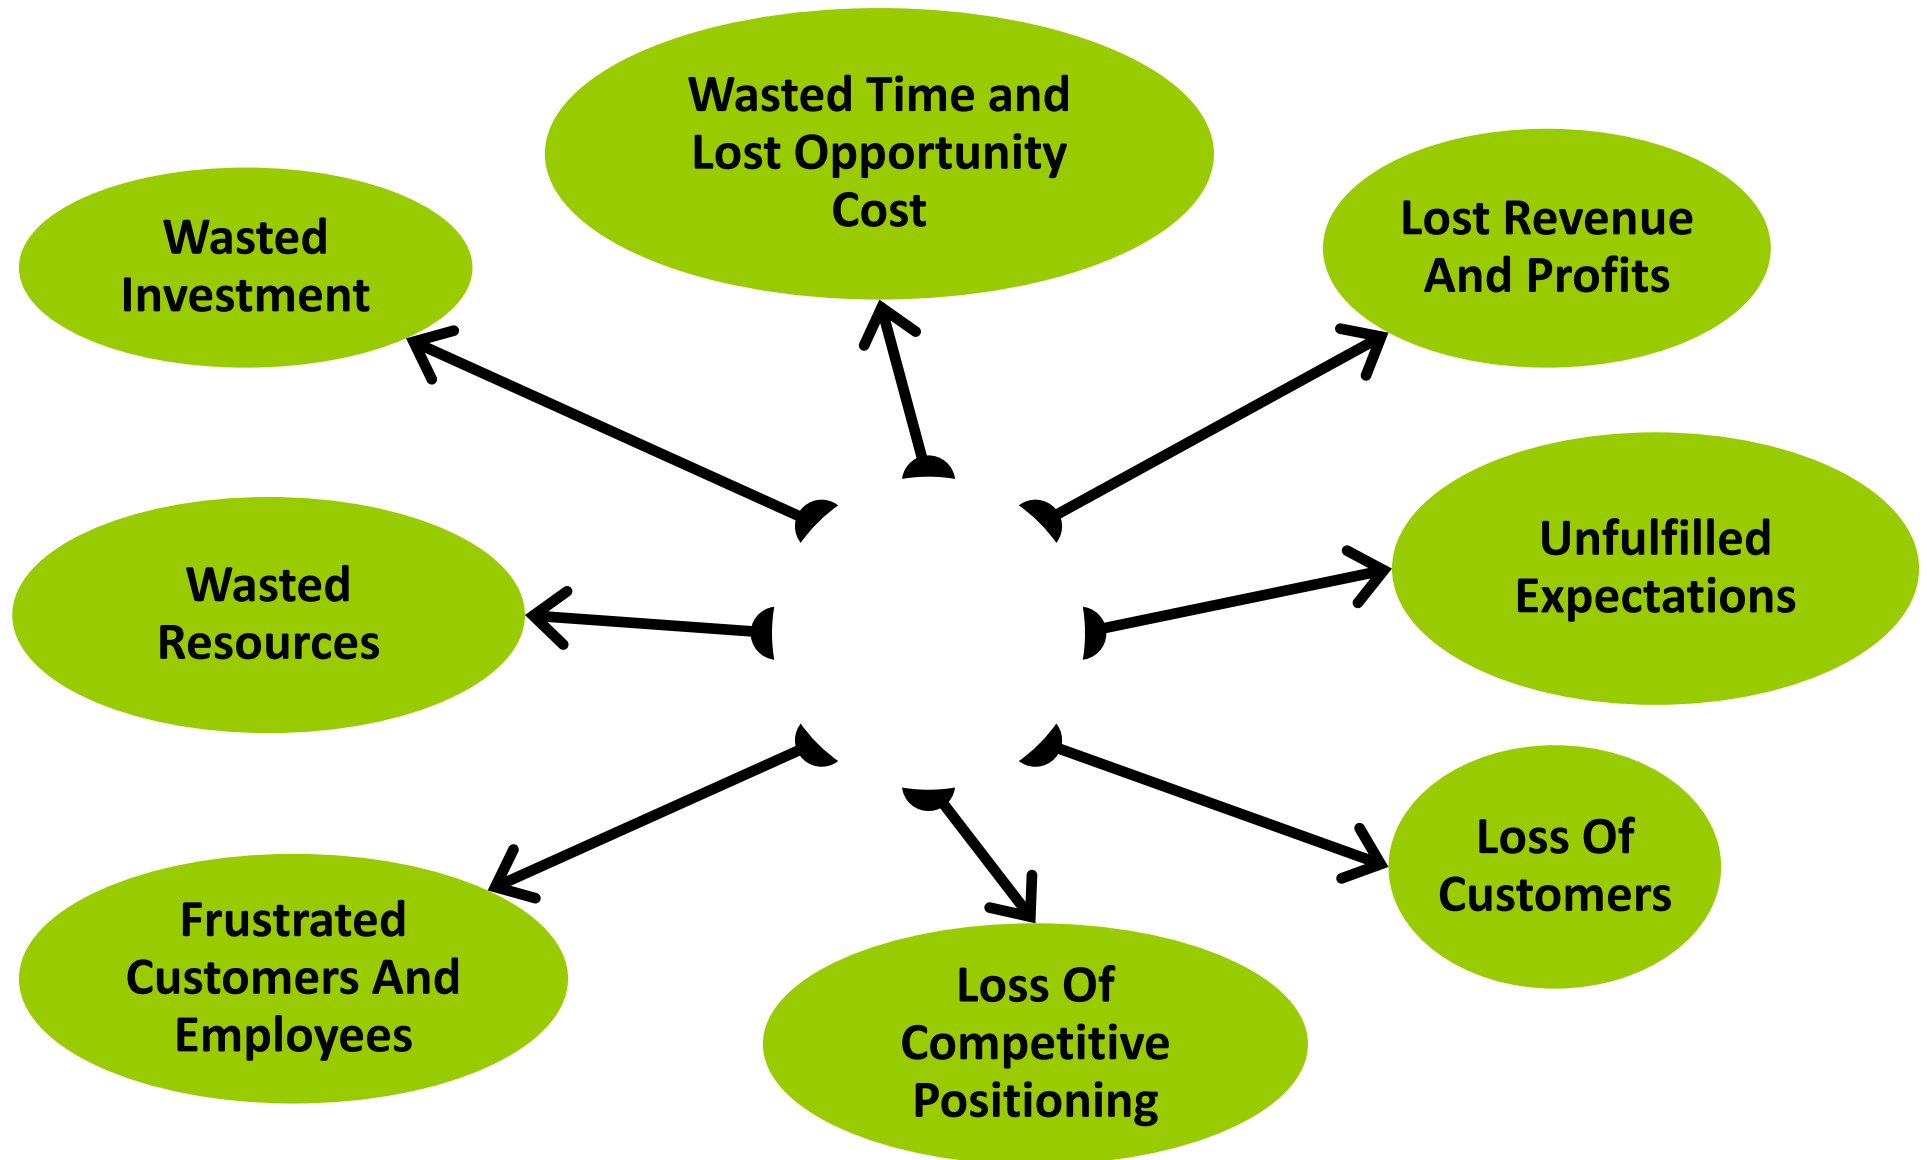 Wasted Time and
Lost Opportunity
Cost
Lost Revenue
And Profits
Wasted
Investment
Unfulfilled
Expectations
Wasted
Resources
Loss Of
Customers
Frustrated
Customers And
Employees
Loss Of
Competitive
Positioning